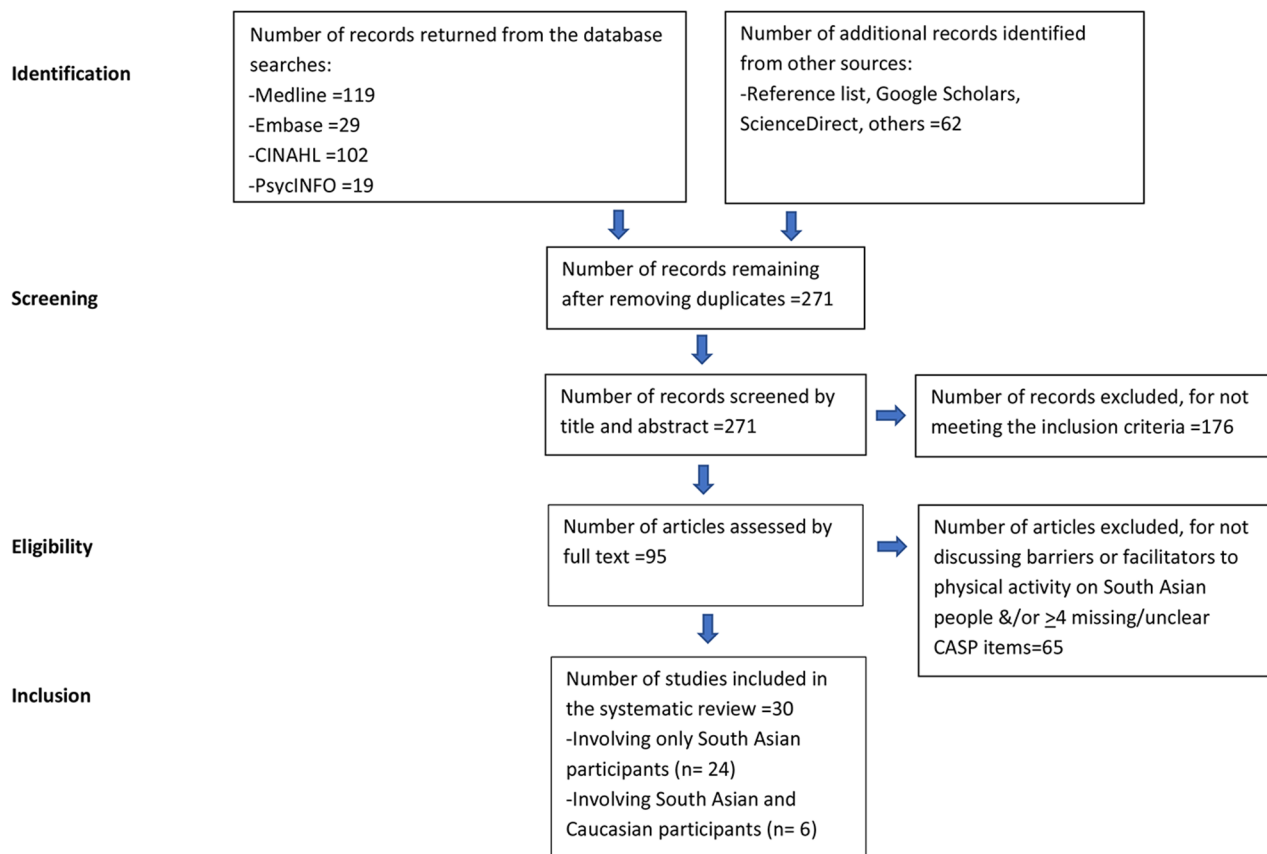 Identification
Number of records returned from the database
searches:
-Medline =119
-Embase =29
-CINAHL =102
-PsycINFO =19
Number of additional records identified
from other sources:
-Reference list, Google Scholars,
ScienceDirect, others =62
Screening
Number of records remaining
after removing duplicates =271
Number of records screened by
title and abstract =271
Number of records excluded, for not
meeting the inclusion criteria =176
Eligibility
Number of articles assessed by
full text =95
Number of articles excluded, for not
discussing barriers or facilitators to
physical activity on South Asian
people &/or ≥4 missing/unclear
CASP items=65
Inclusion
Number of studies included in
the systematic review =30
-Involving only South Asian
participants (n= 24)
-Involving South Asian and
Caucasian participants (n= 6)